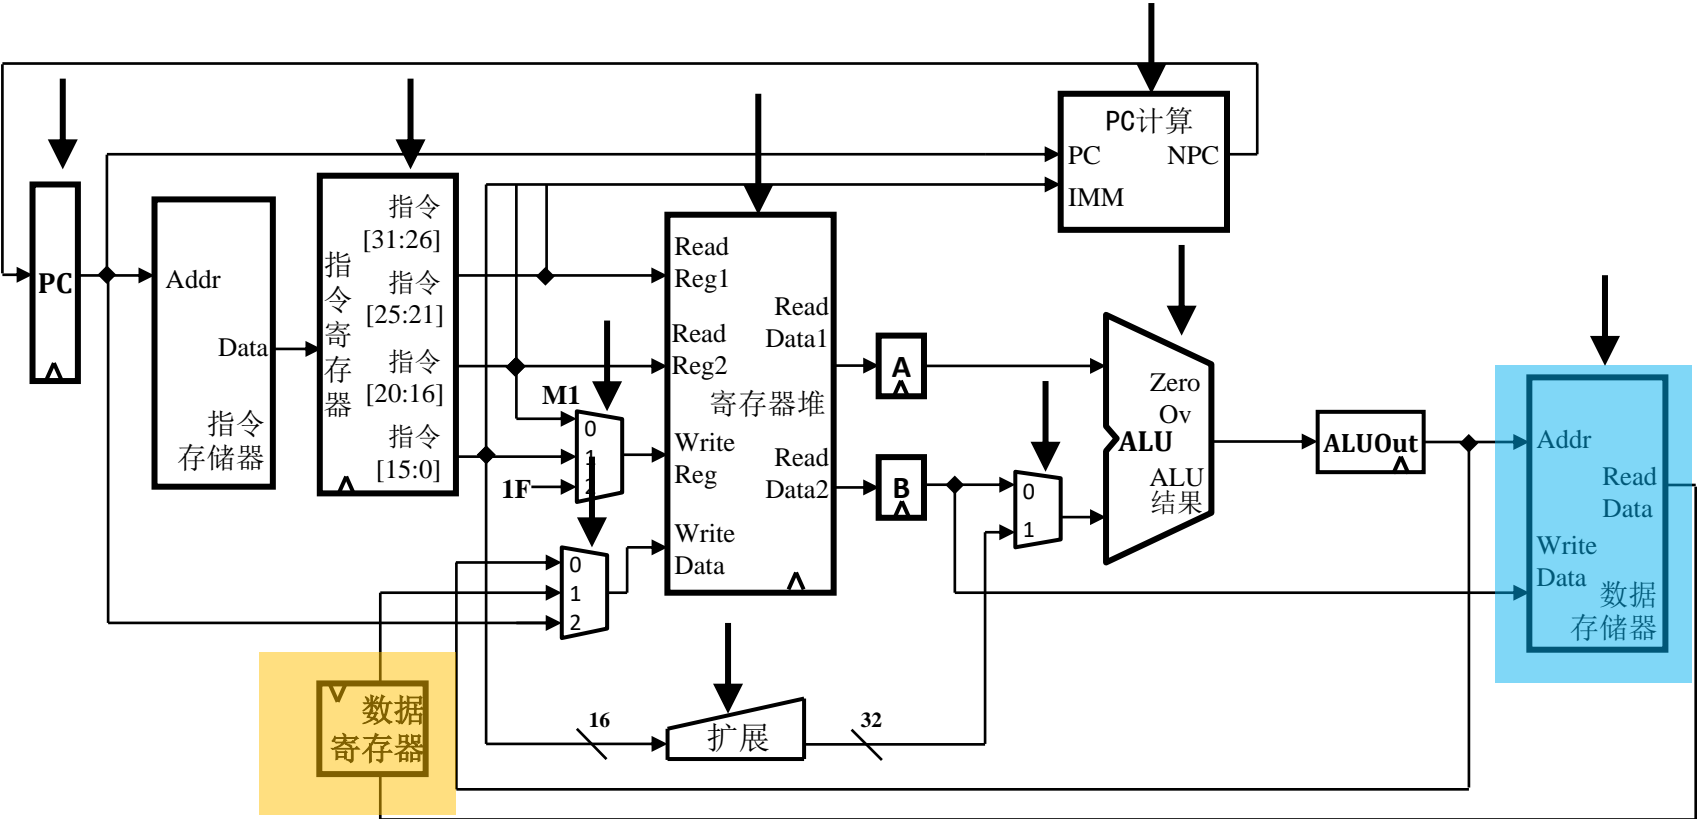 PC计算
PC
NPC
IMM
PC
Addr
Data
指令
存储器
指
令
寄
存
器
指令
[31:26]
指令
[25:21]
指令
[20:16]
指令
[15:0]
M1
0
1
2
1F
0
1
2
Read
Reg1
Read
Reg2
Write
Reg
Write
Data
Read
Data1
寄存器堆
Read
Data2
A
B
0
1
Zero
Ov
ALU
ALU
结果
ALUOut
Addr
Read
Data
Write
Data
数据
存储器
数据
寄存器
16
扩展
32